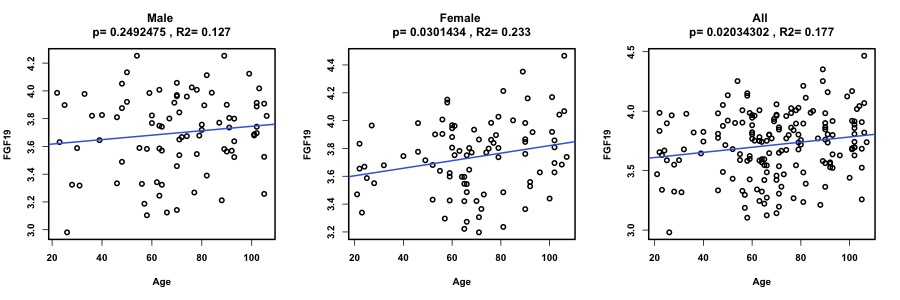 Male
p= 0.2492475 , R2= 0.127
FGF19
3.0 3.2 3.4 3.6 3.8 4.0 4.2
20 40 60 80 100
Age
Female
p= 0.0301434 , R2= 0.233
FGF19
3.2 3.4 3.6 3.8 4.0 4.2 4.4
20 40 60 80 100
Age
All
p= 0.02034302 , R2= 0.177
FGF19
3.0 3.5 4.0 4.5
20 40 60 80 100
Age